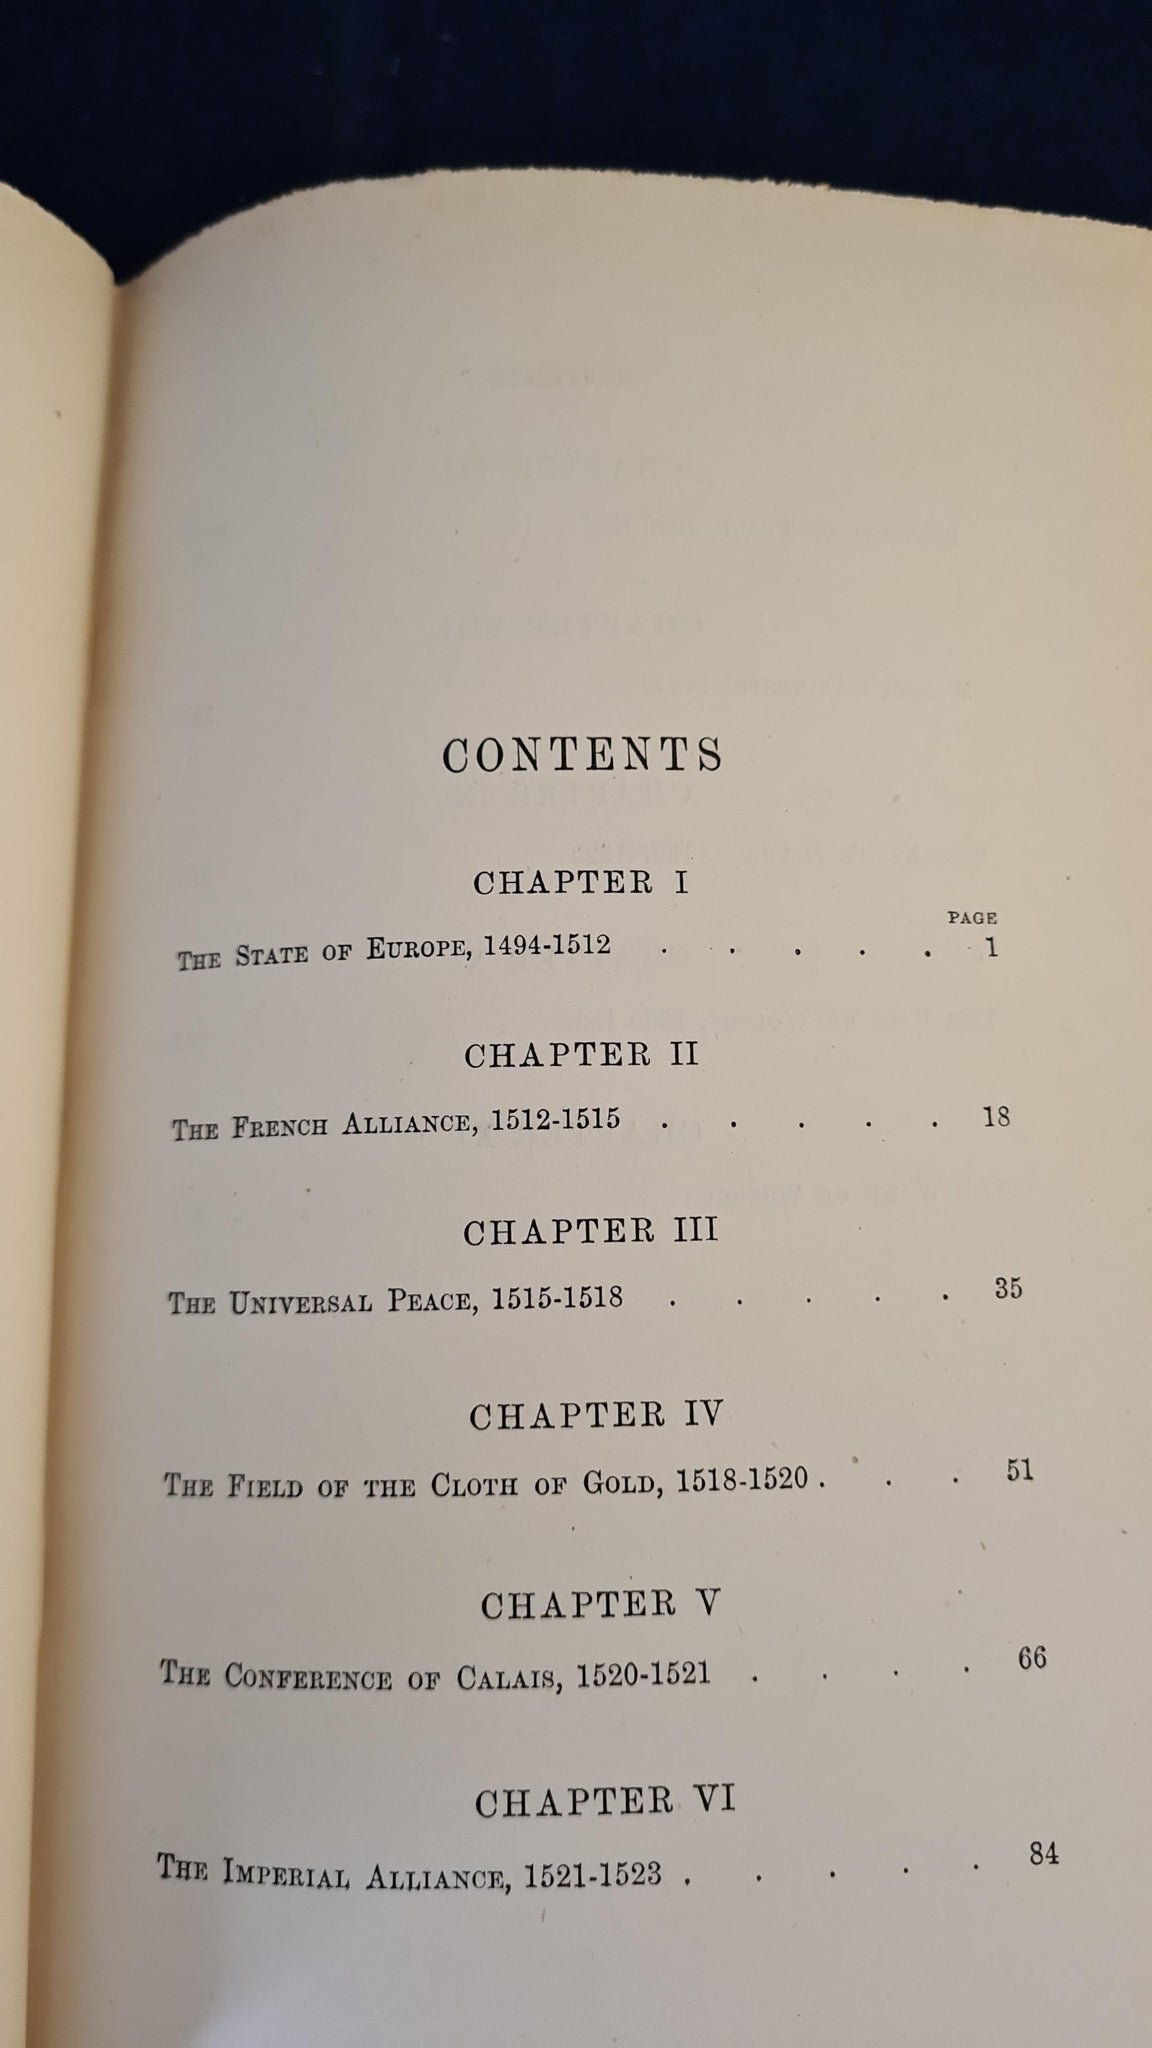 CONTENTS
CHAPTER I
PAGE
THE STATE OF EUROPE, 1494-1512 . . . . . 1
CHAPTER II
THE FRENCH ALLIANCE, 1512-1515 . . . . . 18
CHAPTER III
THE UNIVERSAL PEACE, 1515-1518 . . . . . 35
CHAPTER IV
THE FIELD OF THE CLOTH OF GOLD, 1518-1520 . . . 51
CHAPTER V
THE CONFERENCE OF CALAIS, 1520-1521 . . . . 66
CHAPTER VI
THE IMPERIAL ALLIANCE, 1521-1523 . . . . . 84